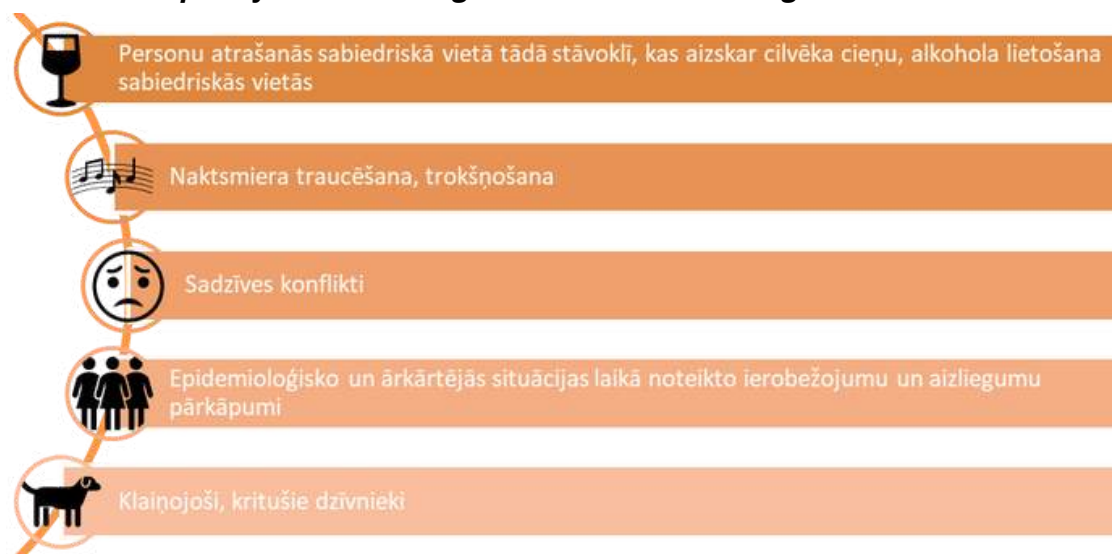 Personu atrašanās sabiedriskā vietā tādā stāvoklī, kas aizskar cilvēka cieņu, alkohola lietošana
sabiedriskās vietās
Naktsmiera traucēšana, trokšņošana
Sadzīves konflikti
Epidemioloģisko un ārkārtējās situācijas laikā noteikto ierobežojumu un aizliegumu
pārkāpumi
Klaiņojoši, kritušie dzīvnieki